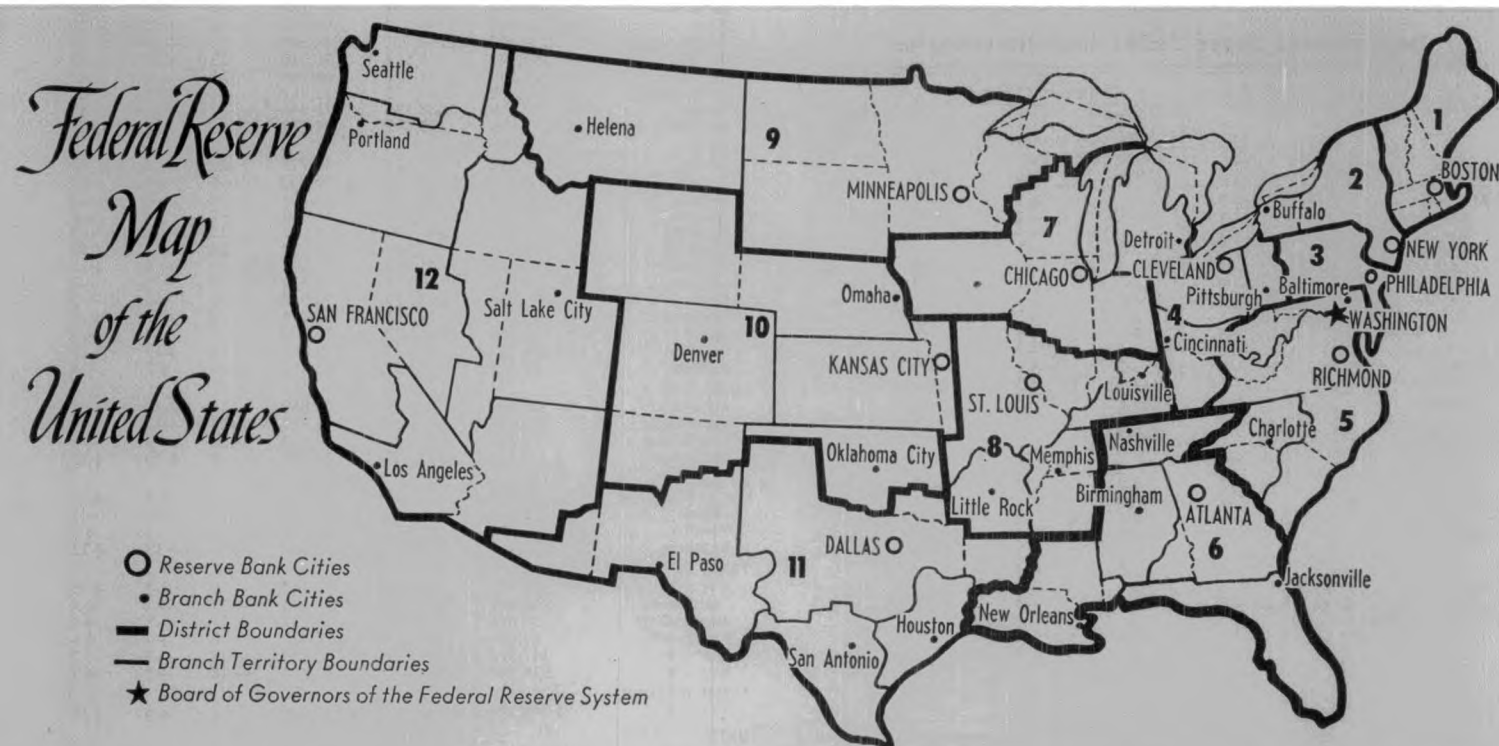 Federal Reserve
Map
of the
United States
Seattle
Portland
Helena
9
MINNEAPOLIS
1
BOSTON
2
Buffalo
NEW YORK
7
Detroit
CLEVELAND
3
PHILADELPHIA
CHICAGO
Pittsburgh
Baltimore
WASHINGTON
12
SAN FRANCISCO
Salt Lake City
Omaha
10
Denver
KANSAS CITY
4
Cincinnati
RICHMOND
ST. LOUIS
Louisville
5
Charlotte
Los Angeles
Oklahoma City
8
Memphis
Nashville
Little Rock
Birmingham
ATLANTA
6
DALLAS
11
El Paso
Jacksonville
New Orleans
Houston
San Antonio
Reserve Bank Cities
Branch Bank Cities
District Boundaries
Branch Territory Boundaries
Board of Governors of the Federal Reserve System